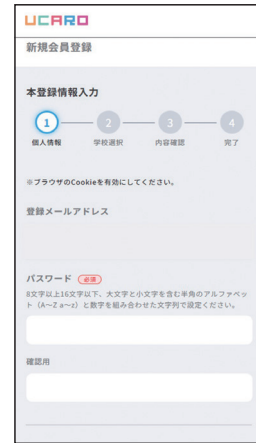 UCARO
新規会員登録
本登録情報入力
1 2 3 4
個人情報 学校選択 内容確認 完了
※ブラウザのCookieを有効にしてください。
登録メールアドレス
パスワード 必須
8文字以上16文字以下、大文字と小文字を含む半角のアルファベッ
ト（A～Z a～z）と数字を組み合わせた文字列で設定ください。
確認用